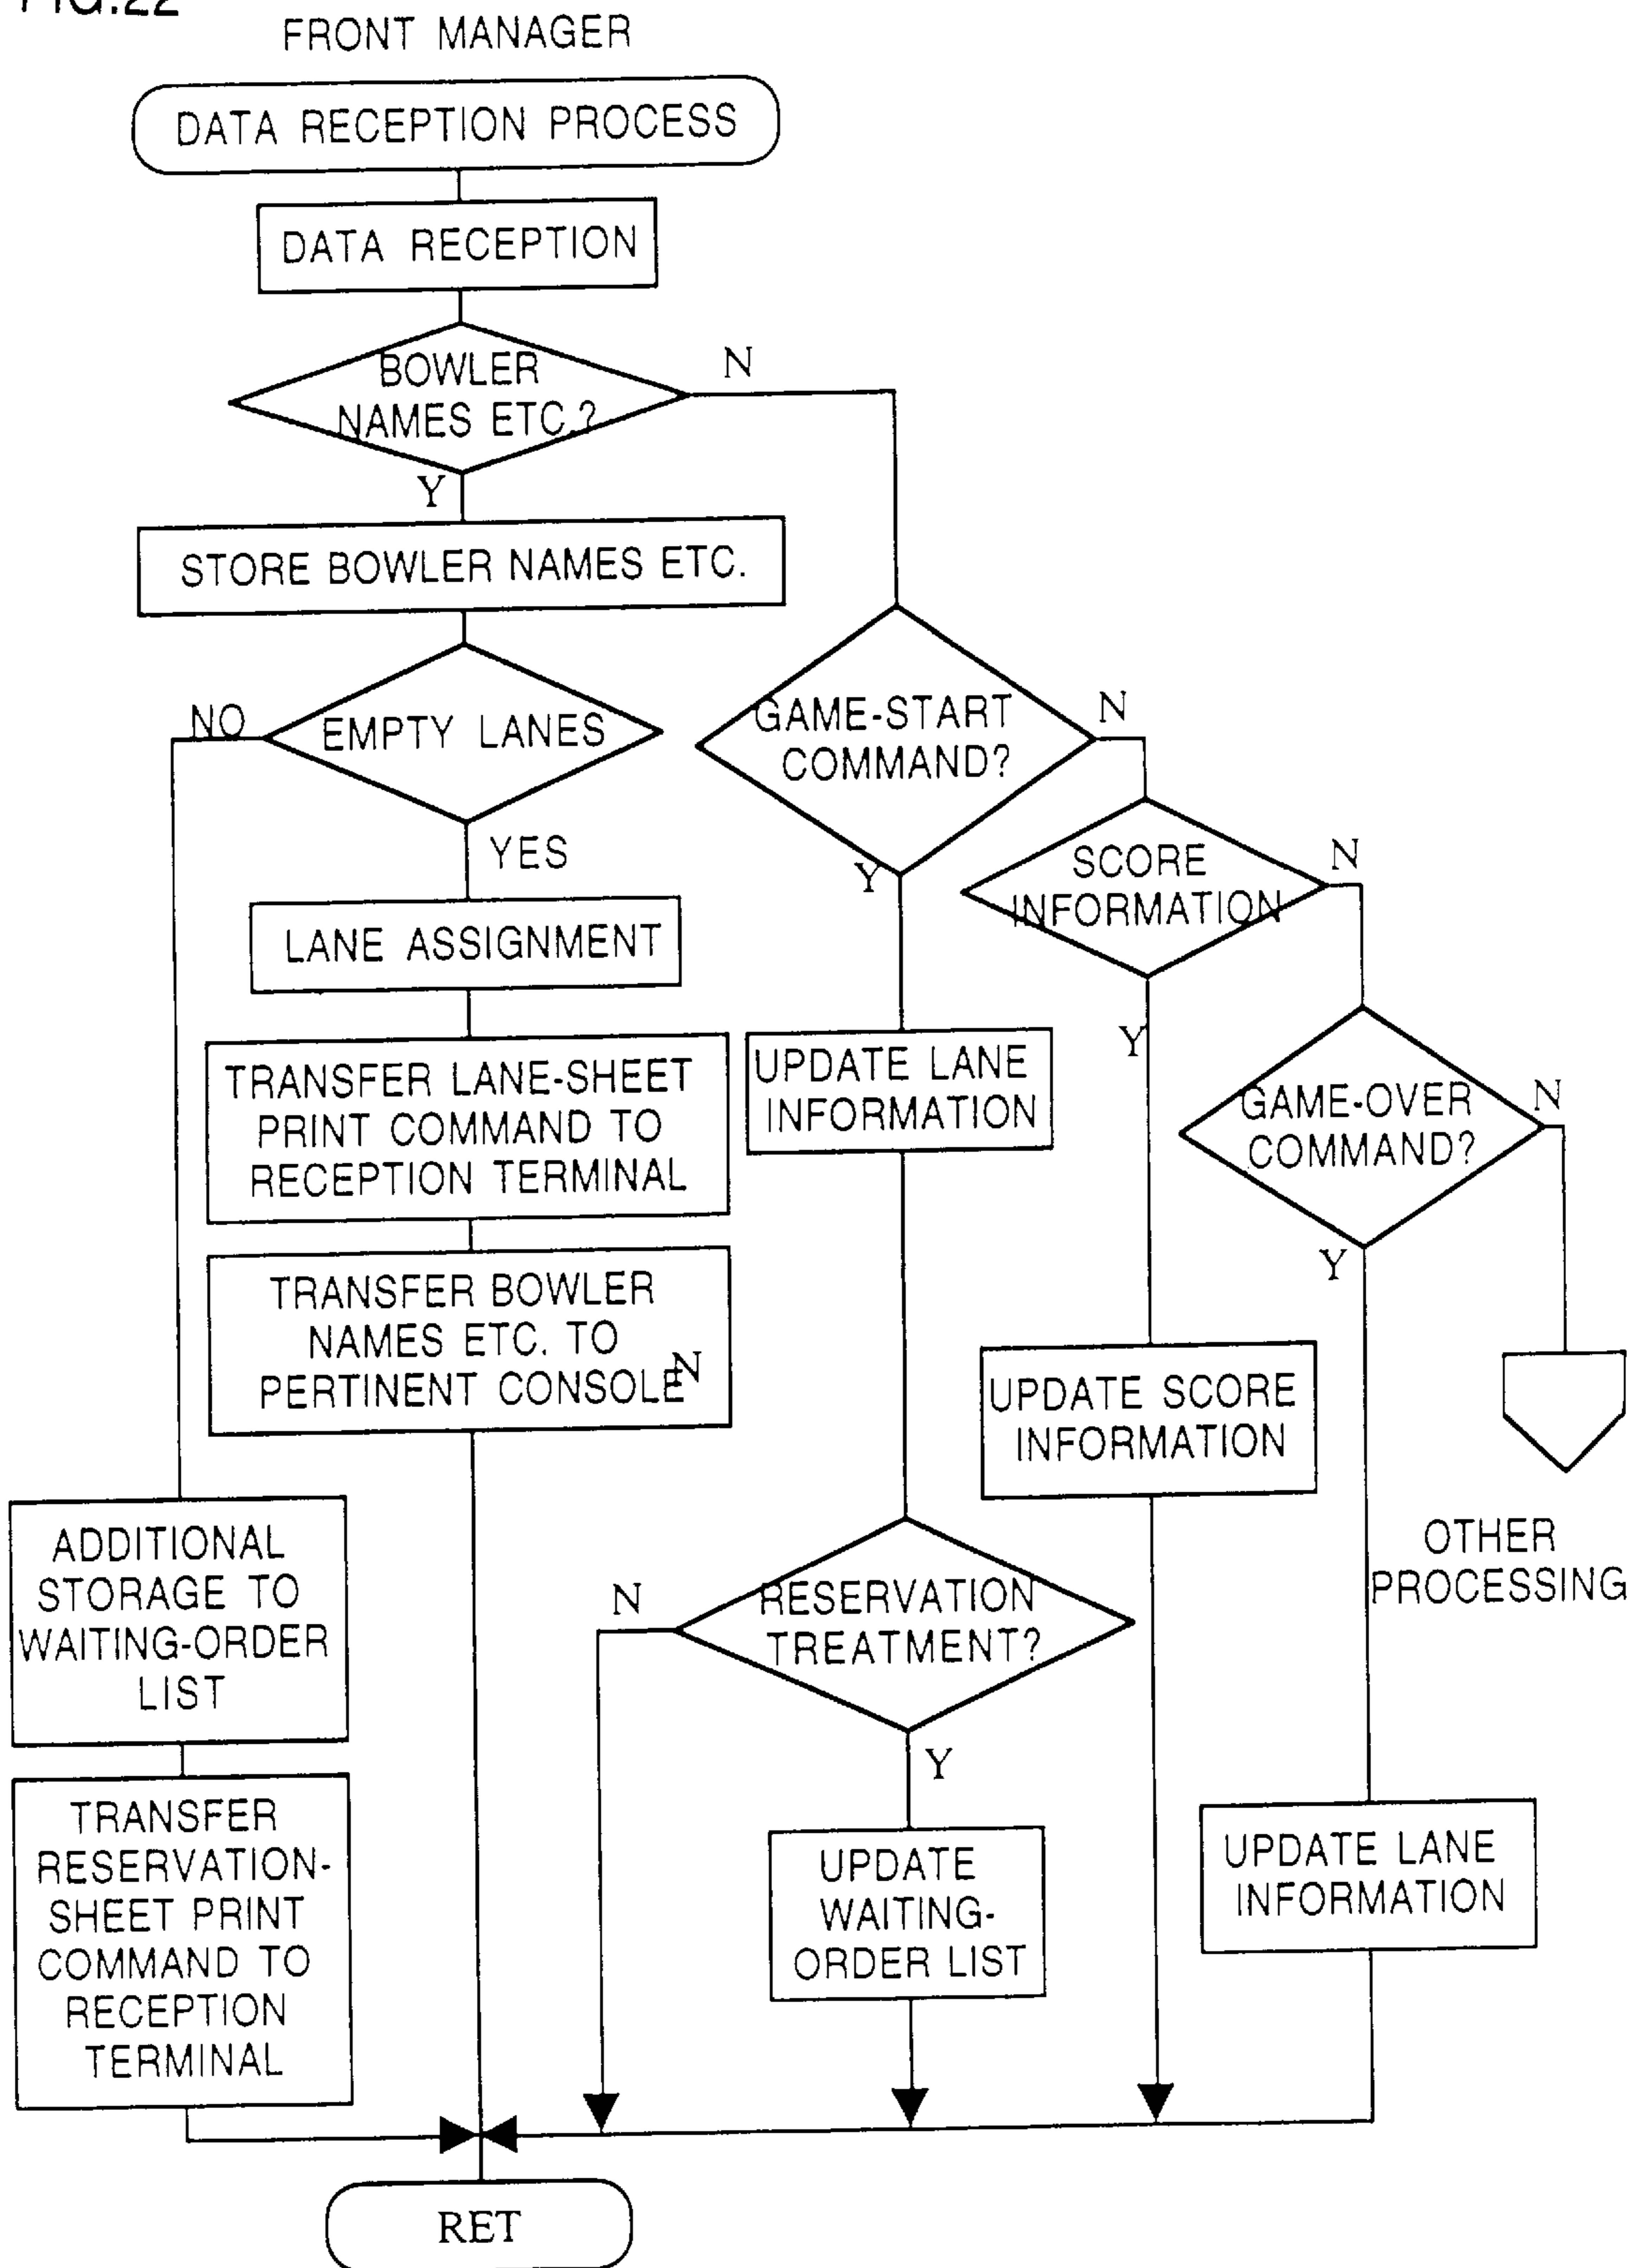 FIG.22
FRONT MANAGER
DATA RECEPTION PROCESS
DATA RECEPTION
BOWLER
NAMES ETC.?
N
Y
STORE BOWLER NAMES ETC.
NO
EMPTY LANES
YES
GAME-START
COMMAND?
N
Y
SCORE
INFORMATION
N
Y
LANE ASSIGNMENT
TRANSFER LANE-SHEET
PRINT COMMAND TO
RECEPTION TERMINAL
UPDATE LANE
INFORMATION
GAME-OVER
COMMAND?
N
Y
TRANSFER BOWLER
NAMES ETC. TO
PERTINENT CONSOLE
N
UPDATE SCORE
INFORMATION
OTHER
PROCESSING
ADDITIONAL
STORAGE TO
WAITING-ORDER
LIST
N
RESERVATION
TREATMENT?
Y
TRANSFER
RESERVATION-
SHEET PRINT
COMMAND TO
RECEPTION
TERMINAL
UPDATE
WAITING-
ORDER LIST
UPDATE LANE
INFORMATION
RET